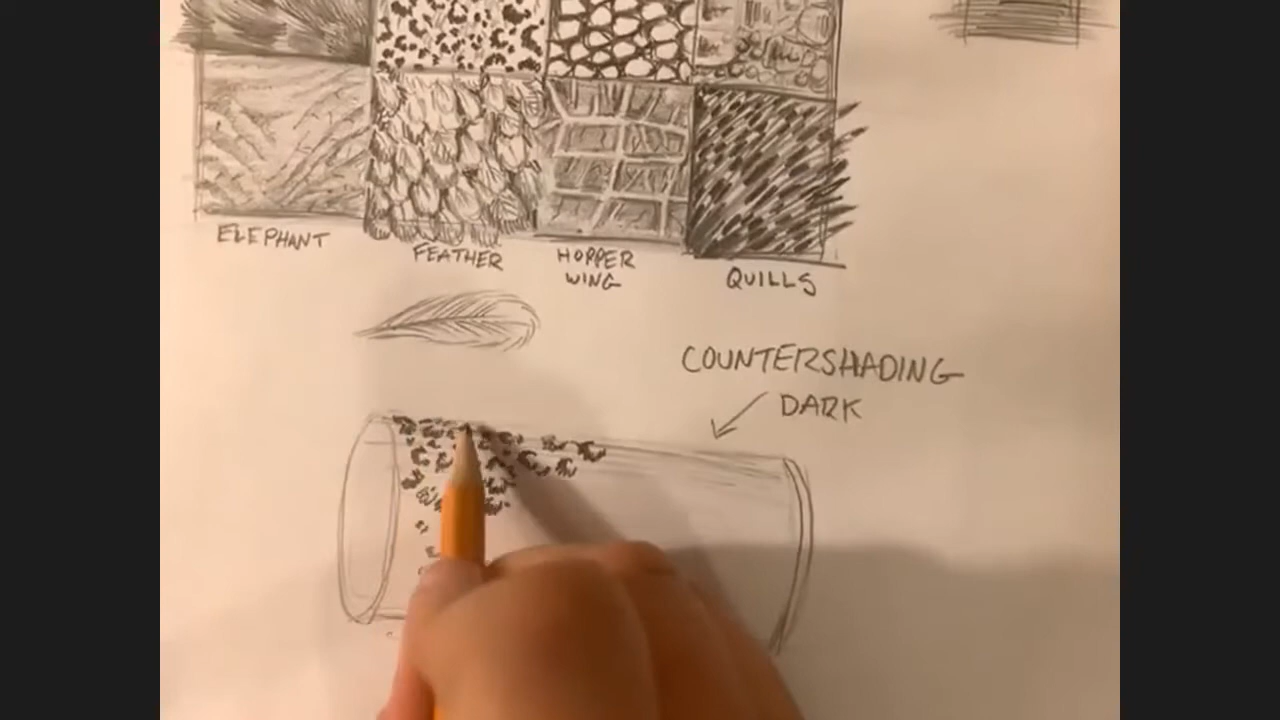 ELEPHANT
FEATHER
HOPPER
WING
QUILLS
COUNTERSHADING
DARK